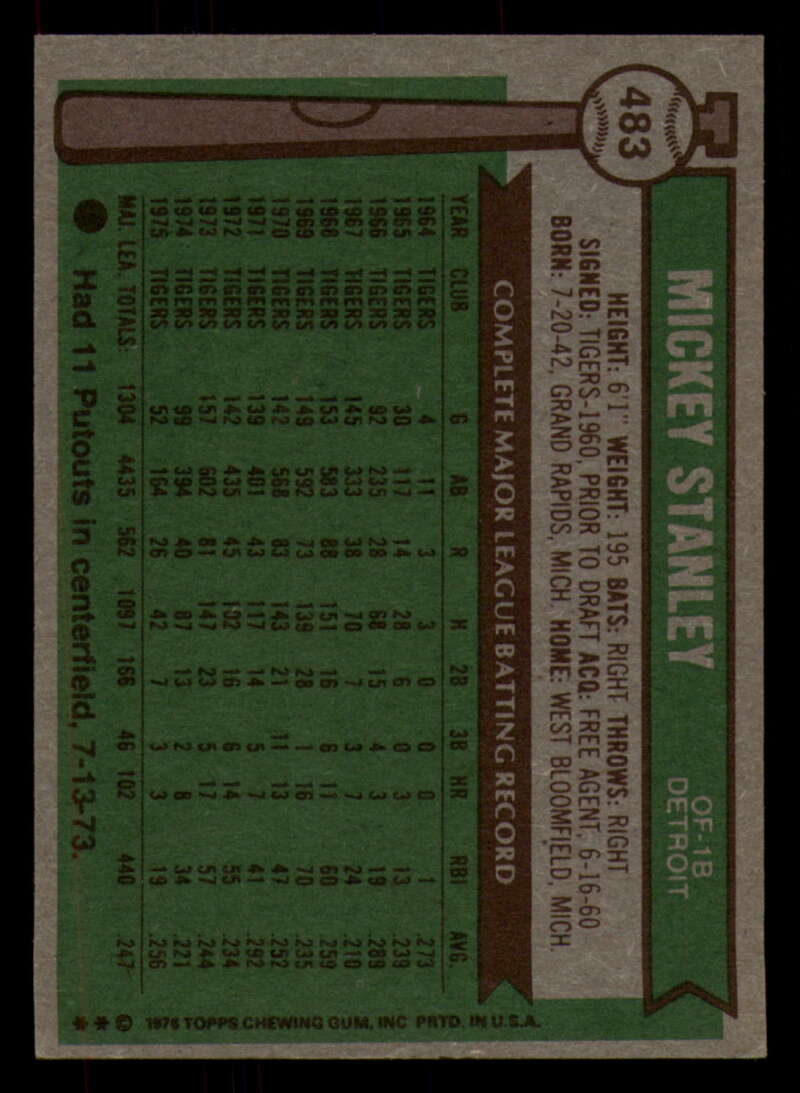 483
MICKEY STANLEY
OF-1B
DETROIT
HEIGHT: 6'1" WEIGHT: 195 BATS: RIGHT THROWS: RIGHT
SIGNED: TIGERS-1960, PRIOR TO DRAFT ACQ: FREE AGENT, 6-16-60
BORN: 7-20-42, GRAND RAPIDS, MICH. HOME: WEST BLOOMFIELD, MICH.
COMPLETE MAJOR LEAGUE BATTING RECORD
YEAR CLUB G AB R H 2B 3B HR RBI AVG.
1964 TIGERS 4 11 3 3 0 0 0 1 .273
1965 TIGERS 30 117 14 28 6 0 3 13 .239
1966 TIGERS 92 235 28 68 15 4 3 19 .289
1967 TIGERS 145 333 38 70 7 3 7 24 .210
1968 TIGERS 153 583 88 151 16 6 11 60 .259
1969 TIGERS 149 592 73 139 28 1 16 70 .235
1970 TIGERS 142 568 83 143 21 11 13 47 .252
1971 TIGERS 139 401 43 117 14 5 7 41 .292
1972 TIGERS 142 435 45 102 16 6 14 55 .234
1973 TIGERS 157 602 81 147 23 5 17 57 .244
1974 TIGERS 99 394 40 87 13 2 8 34 .221
1975 TIGERS 52 164 26 42 7 3 3 19 .256
MAJ. LEA. TOTALS: 1304 4435 562 1097 166 46 102 440 .247
Had 11 Putouts in centerfield, 7-13-73.
** © 1976 TOPPS CHEWING GUM, INC PRTD. IN U.S.A.